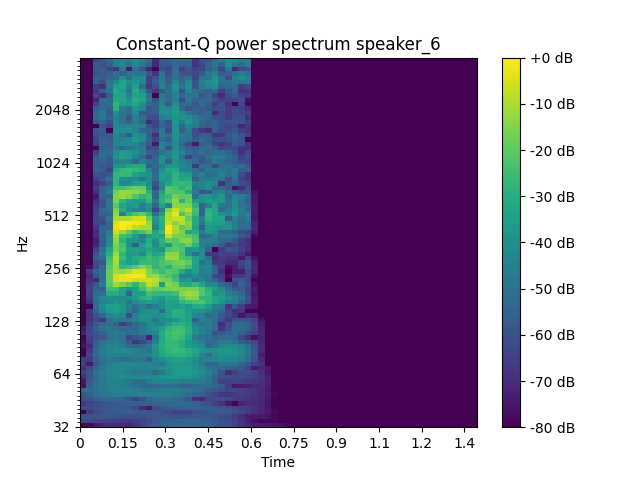 Constant-Q power spectrum speaker_6
Hz
2048
1024
512
256
128
64
32
0 0.15 0.3 0.45 0.6 0.75 0.9 1.1 1.2 1.4
Time
+0 dB
-10 dB
-20 dB
-30 dB
-40 dB
-50 dB
-60 dB
-70 dB
-80 dB